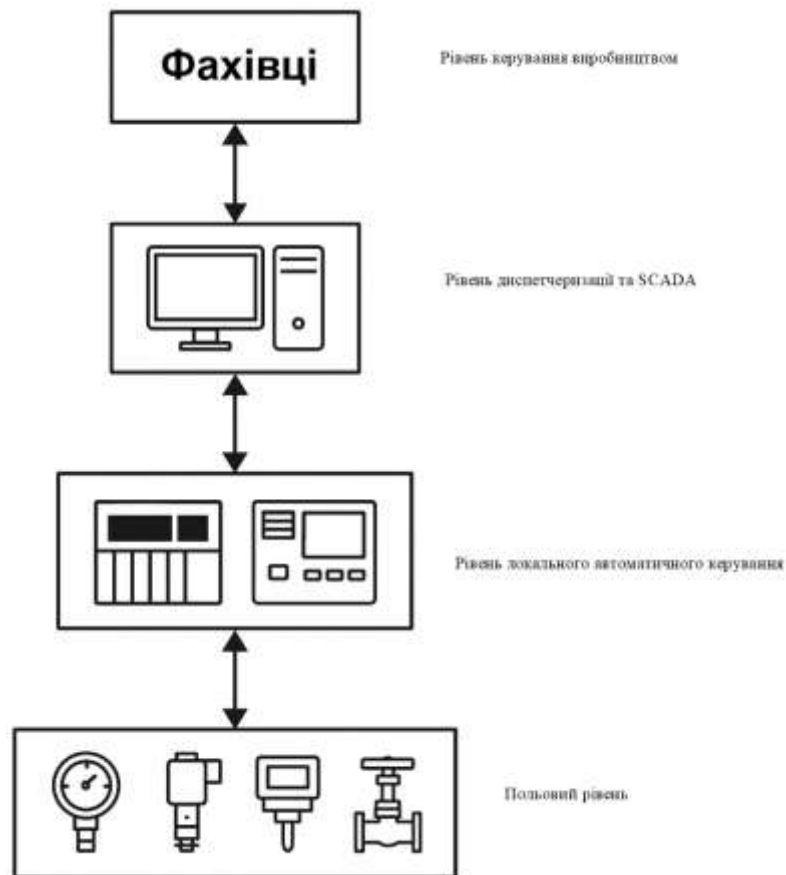 Фахівці
Рівень керування виробництвом
Рівень диспетчеризації та SCADA
Рівень локального автоматичного керування
Польовий рівень